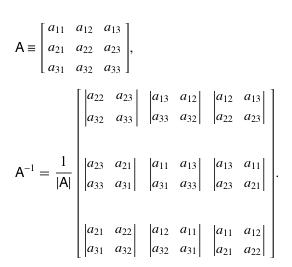 A ≡ [ a₁₁ a₁₂ a₁₃
a₂₁ a₂₂ a₂₃
a₃₁ a₃₂ a₃₃ ],
A⁻¹ = 1/|A| [ |a₂₂ a₂₃; a₃₂ a₃₃| |a₁₃ a₁₂; a₃₃ a₃₂| |a₁₂ a₁₃; a₂₂ a₂₃|
|a₂₃ a₂₁; a₃₃ a₃₁| |a₁₁ a₁₃; a₃₁ a₃₃| |a₁₃ a₁₁; a₂₃ a₂₁|
|a₂₁ a₂₂; a₃₁ a₃₂| |a₁₂ a₁₁; a₃₂ a₃₁| |a₁₁ a₁₂; a₂₁ a₂₂| ].